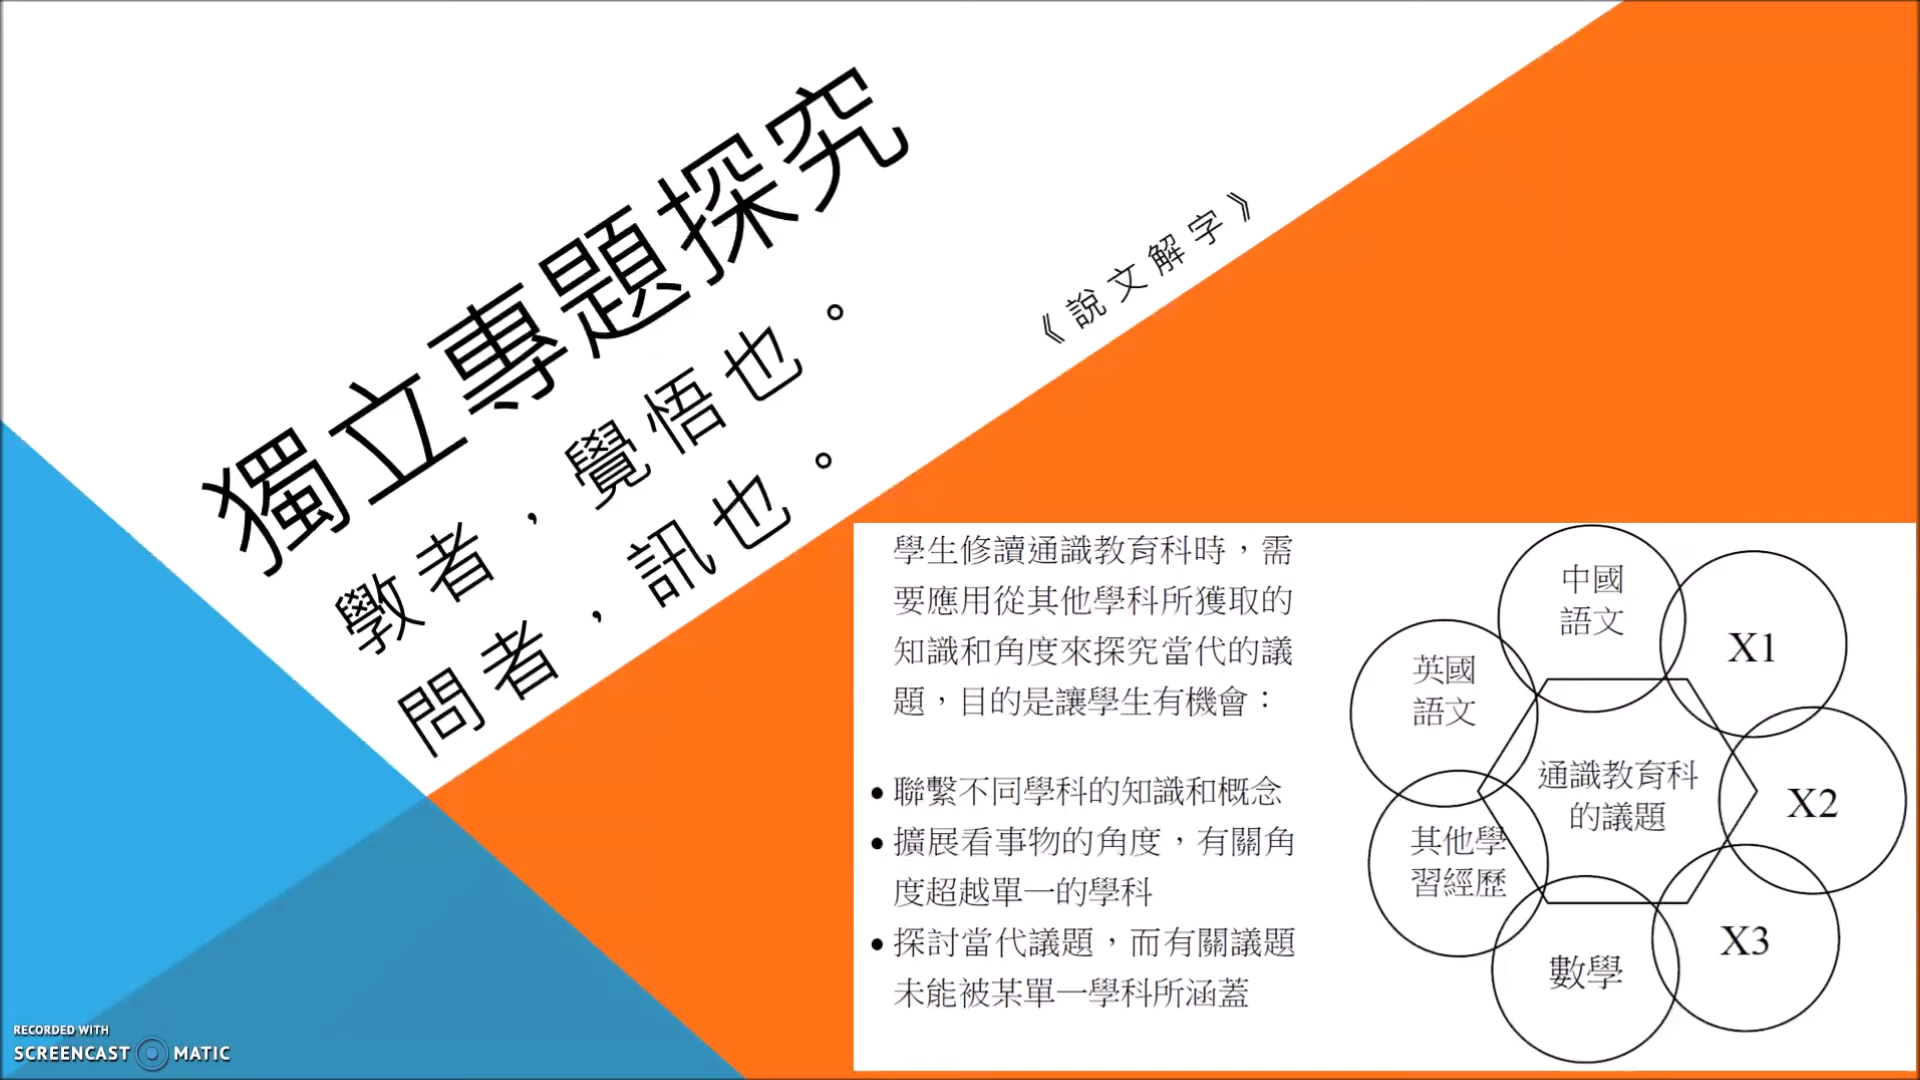 獨立專題探究
斆者，覺悟也。
問者，訊也。
《說文解字》
學生修讀通識教育科時，需
要應用從其他學科所獲取的
知識和角度來探究當代的議
題，目的是讓學生有機會：
• 聯繫不同學科的知識和概念
• 擴展看事物的角度，有關角
度超越單一的學科
• 探討當代議題，而有關議題
未能被某單一學科所涵蓋
中國
語文
X1
英國
語文
通識教育科
的議題
X2
其他學
習經歷
X3
數學
RECORDED WITH
SCREENCAST MATIC